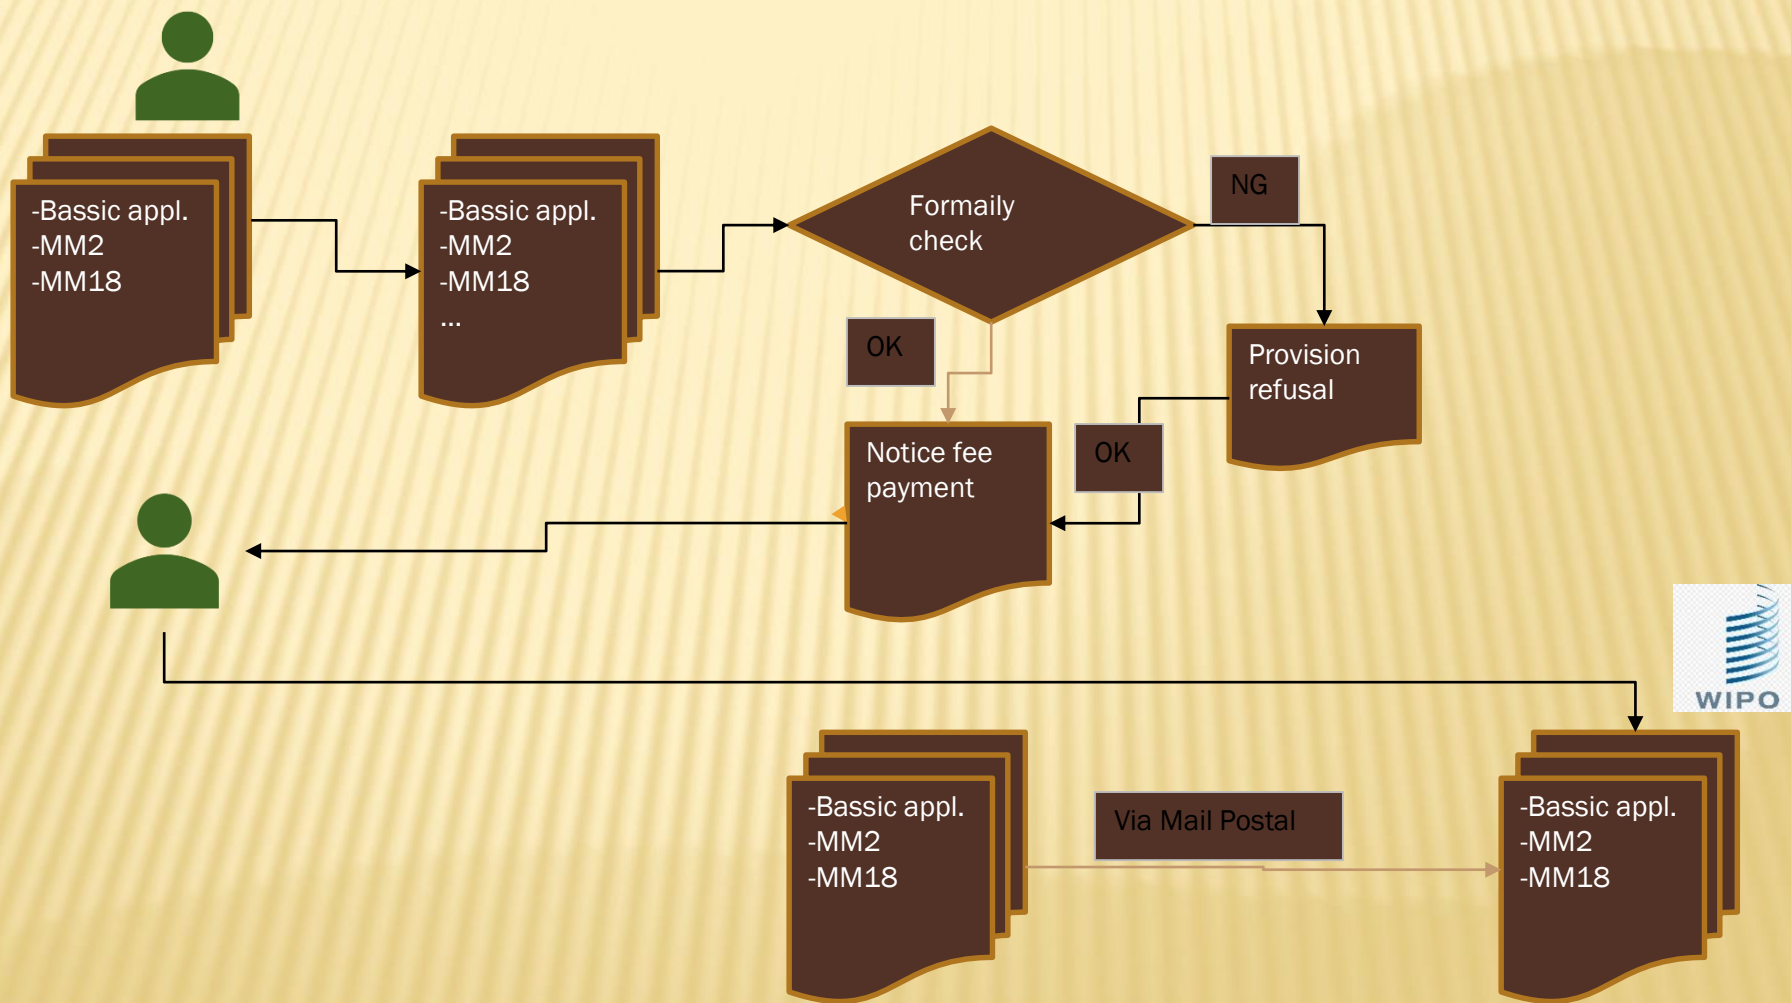 -Bassic appl.
-MM2
-MM18
-Bassic appl.
-MM2
-MM18
...
Formaily
check
NG
OK
Provision
refusal
Notice fee
payment
OK
WIPO
-Bassic appl.
-MM2
-MM18
Via Mail Postal
-Bassic appl.
-MM2
-MM18